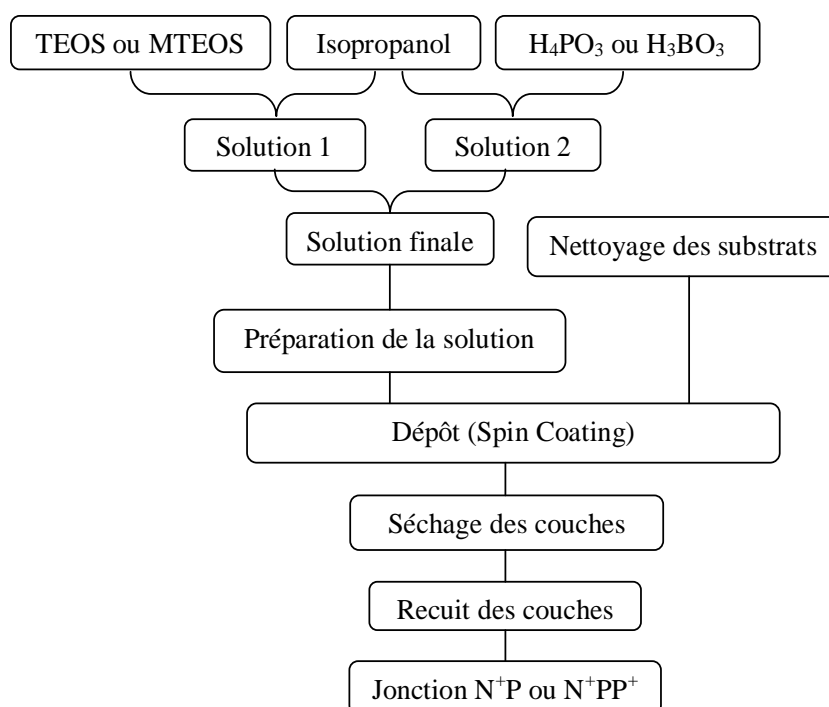 TEOS ou MTEOS
Isopropanol
H₄PO₃ ou H₃BO₃
Solution 1
Solution 2
Solution finale
Nettoyage des substrats
Préparation de la solution
Dépôt (Spin Coating)
Séchage des couches
Recuit des couches
Jonction N⁺P ou N⁺PP⁺